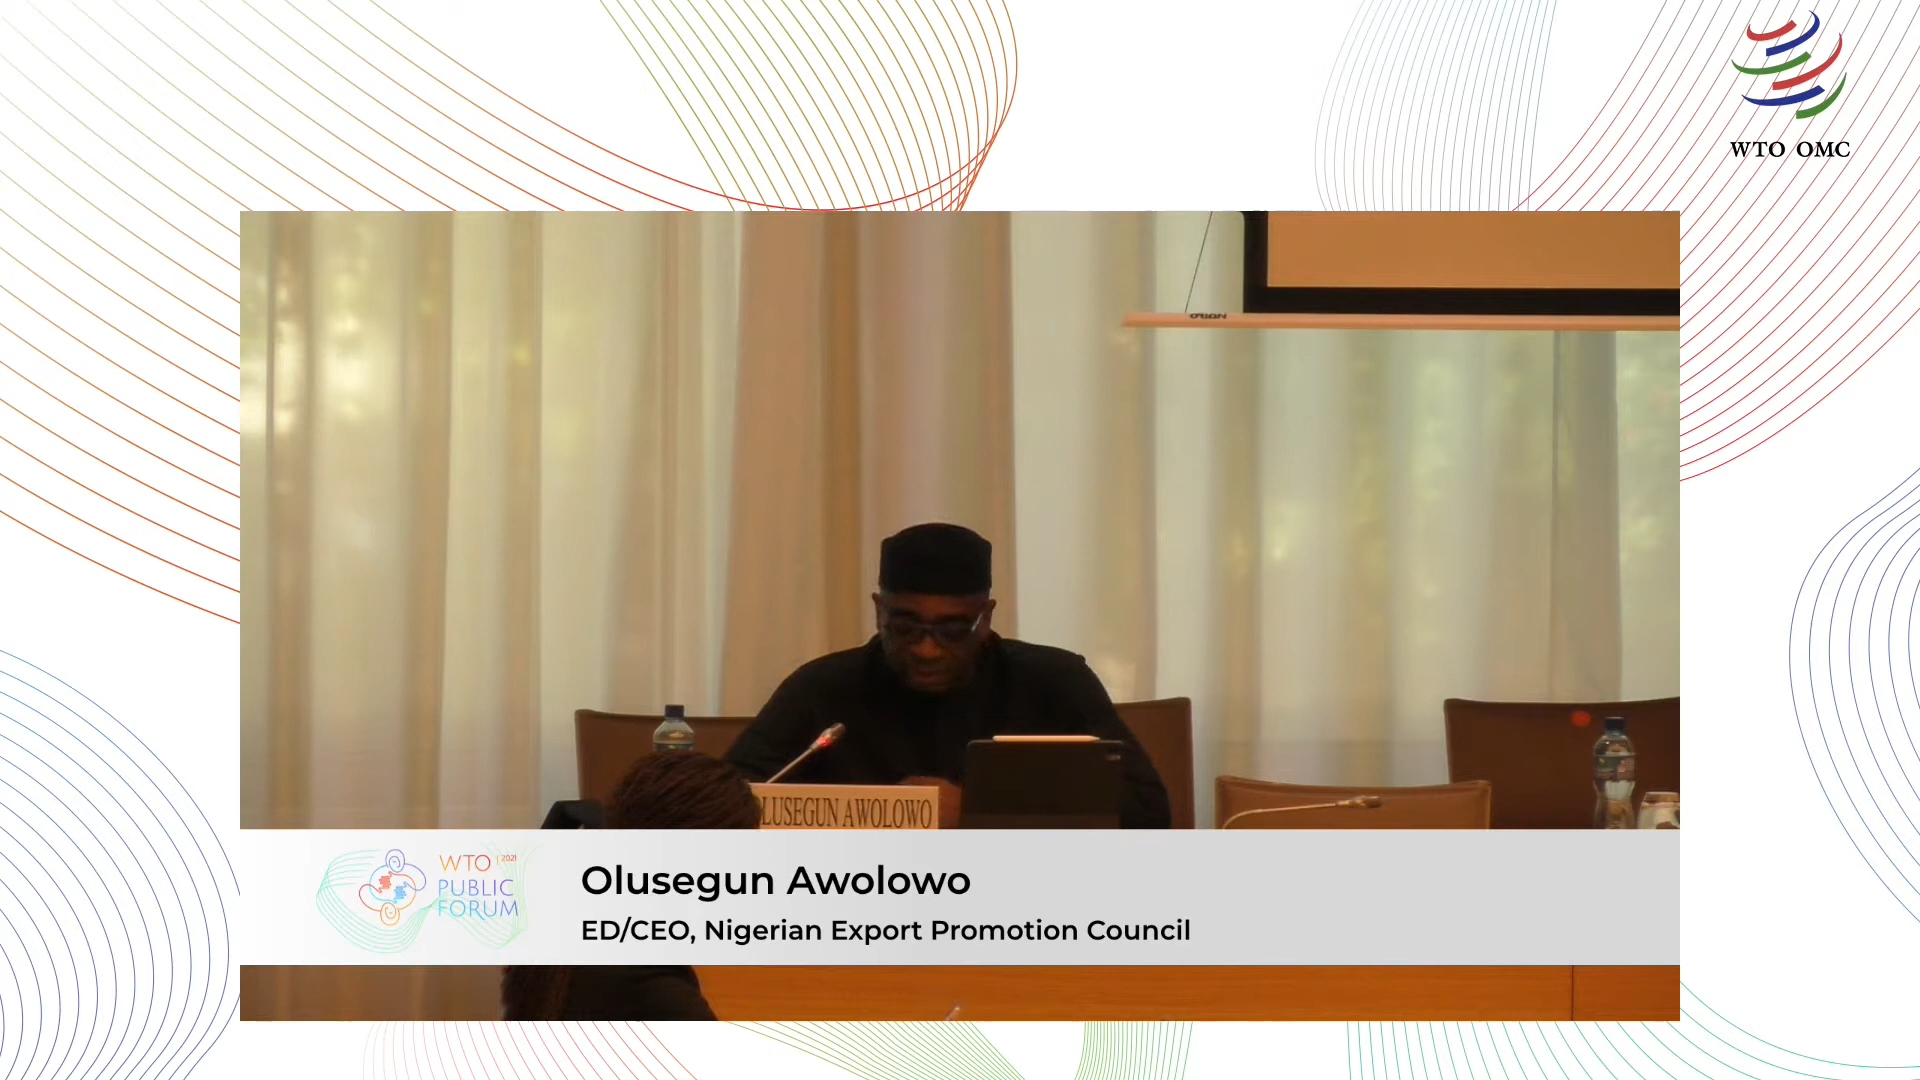 WTO OMC
OLUSEGUN AWOLOWO
WTO | 2021
PUBLIC
FORUM
Olusegun Awolowo
ED/CEO, Nigerian Export Promotion Council